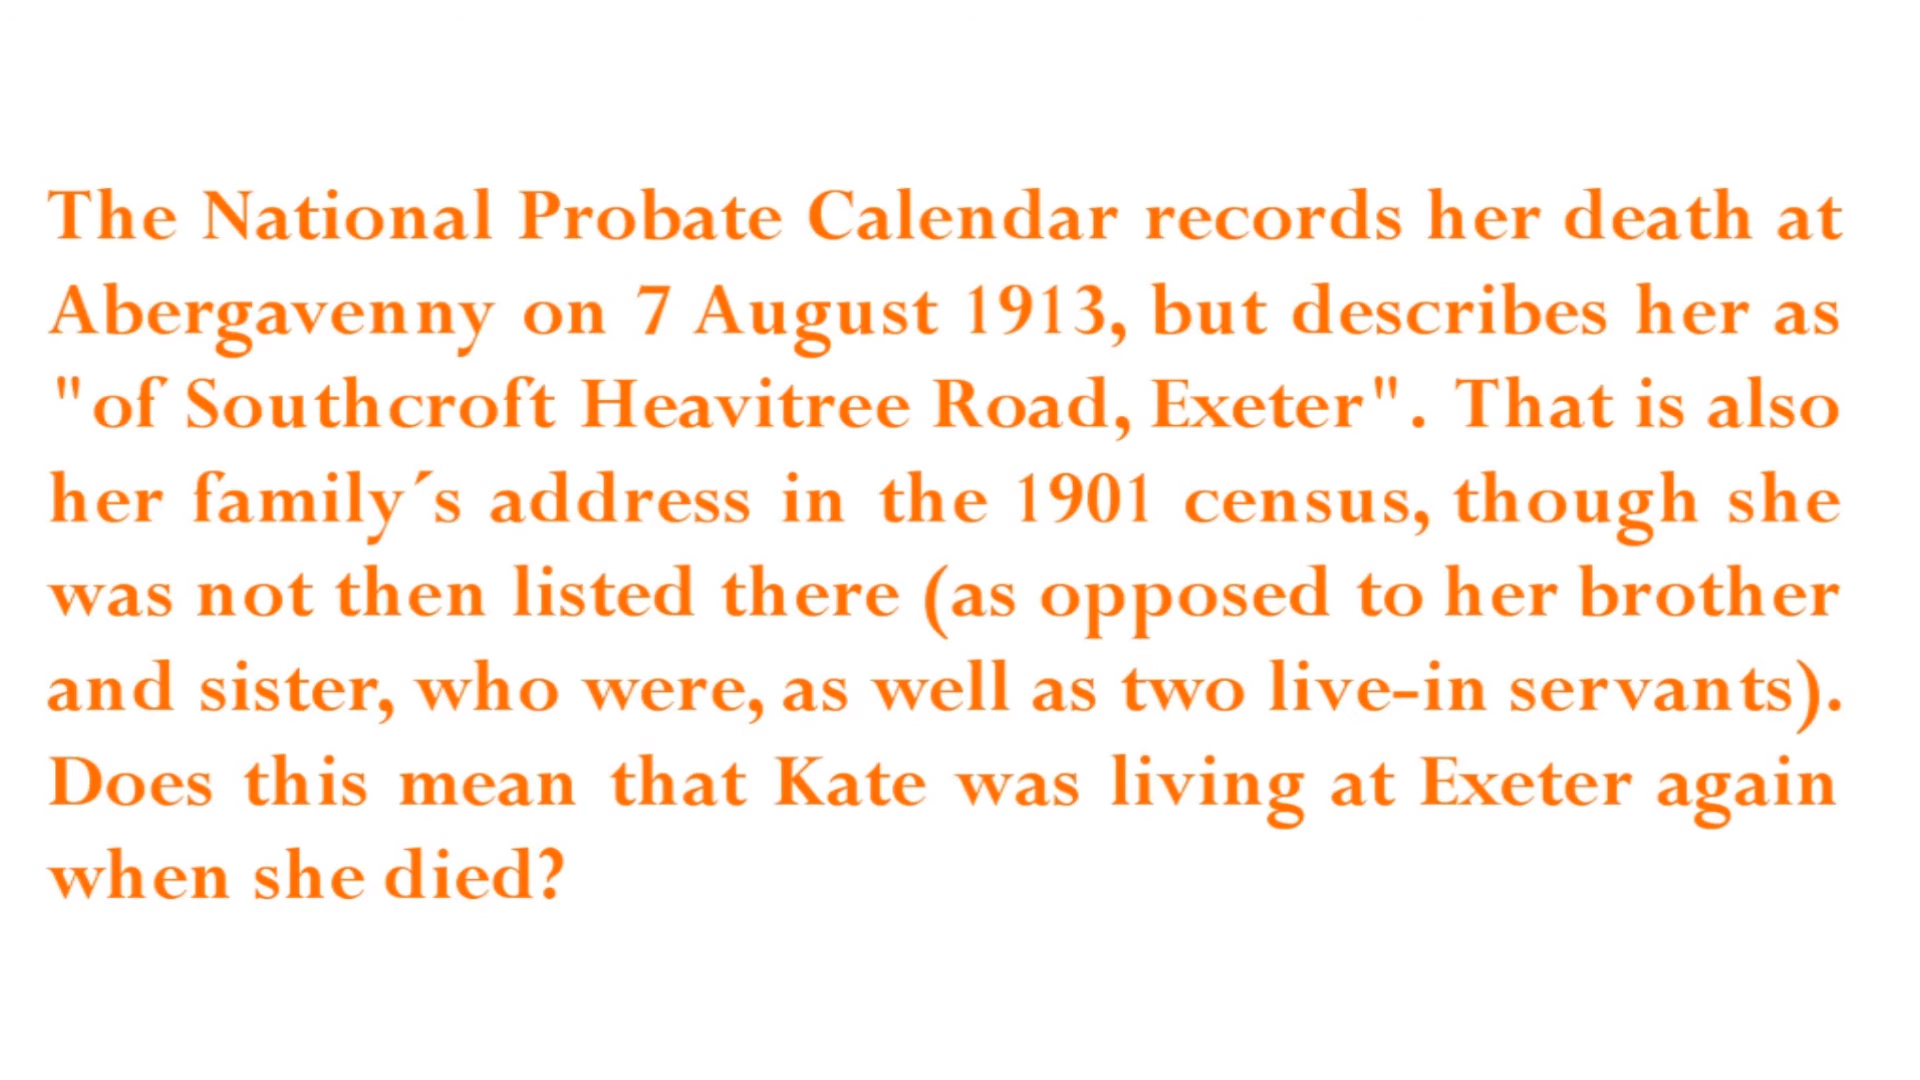 The National Probate Calendar records her death at
Abergavenny on 7 August 1913, but describes her as
"of Southcroft Heavitree Road, Exeter". That is also
her family´s address in the 1901 census, though she
was not then listed there (as opposed to her brother
and sister, who were, as well as two live-in servants).
Does this mean that Kate was living at Exeter again
when she died?